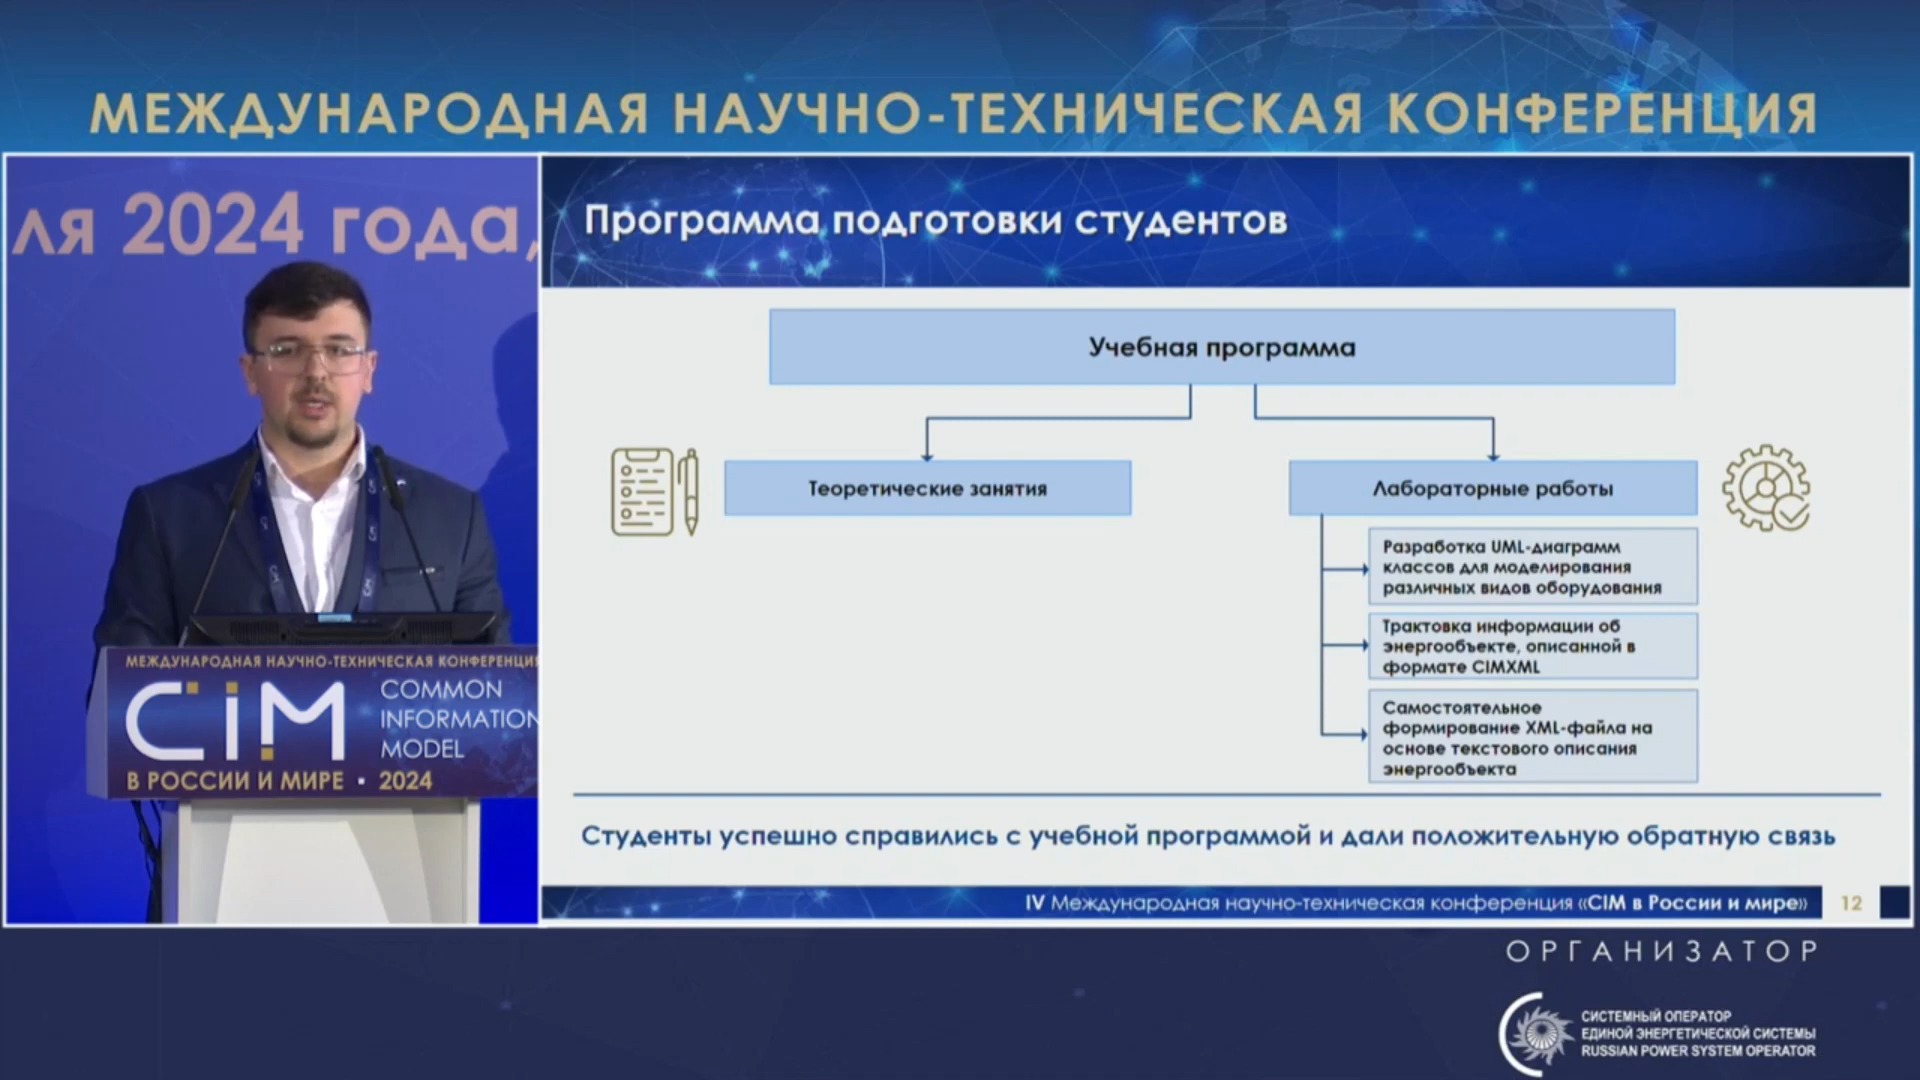 МЕЖДУНАРОДНАЯ НАУЧНО-ТЕХНИЧЕСКАЯ КОНФЕРЕНЦИЯ
ля 2024 года,
МЕЖДУНАРОДНАЯ НАУЧНО-ТЕХНИЧЕСКАЯ КОНФЕРЕНЦИЯ
CIM
COMMON
INFORMATION
MODEL
В РОССИИ И МИРЕ · 2024
Программа подготовки студентов
Учебная программа
Теоретические занятия
Лабораторные работы
Разработка UML-диаграмм
классов для моделирования
различных видов оборудования
Трактовка информации об
энергообъекте, описанной в
формате CIMXML
Самостоятельное
формирование XML-файла на
основе текстового описания
энергообъекта
Студенты успешно справились с учебной программой и дали положительную обратную связь
IV Международная научно-техническая конференция «CIM в России и мире»
12
ОРГАНИЗАТОР
СИСТЕМНЫЙ ОПЕРАТОР
ЕДИНОЙ ЭНЕРГЕТИЧЕСКОЙ СИСТЕМЫ
RUSSIAN POWER SYSTEM OPERATOR